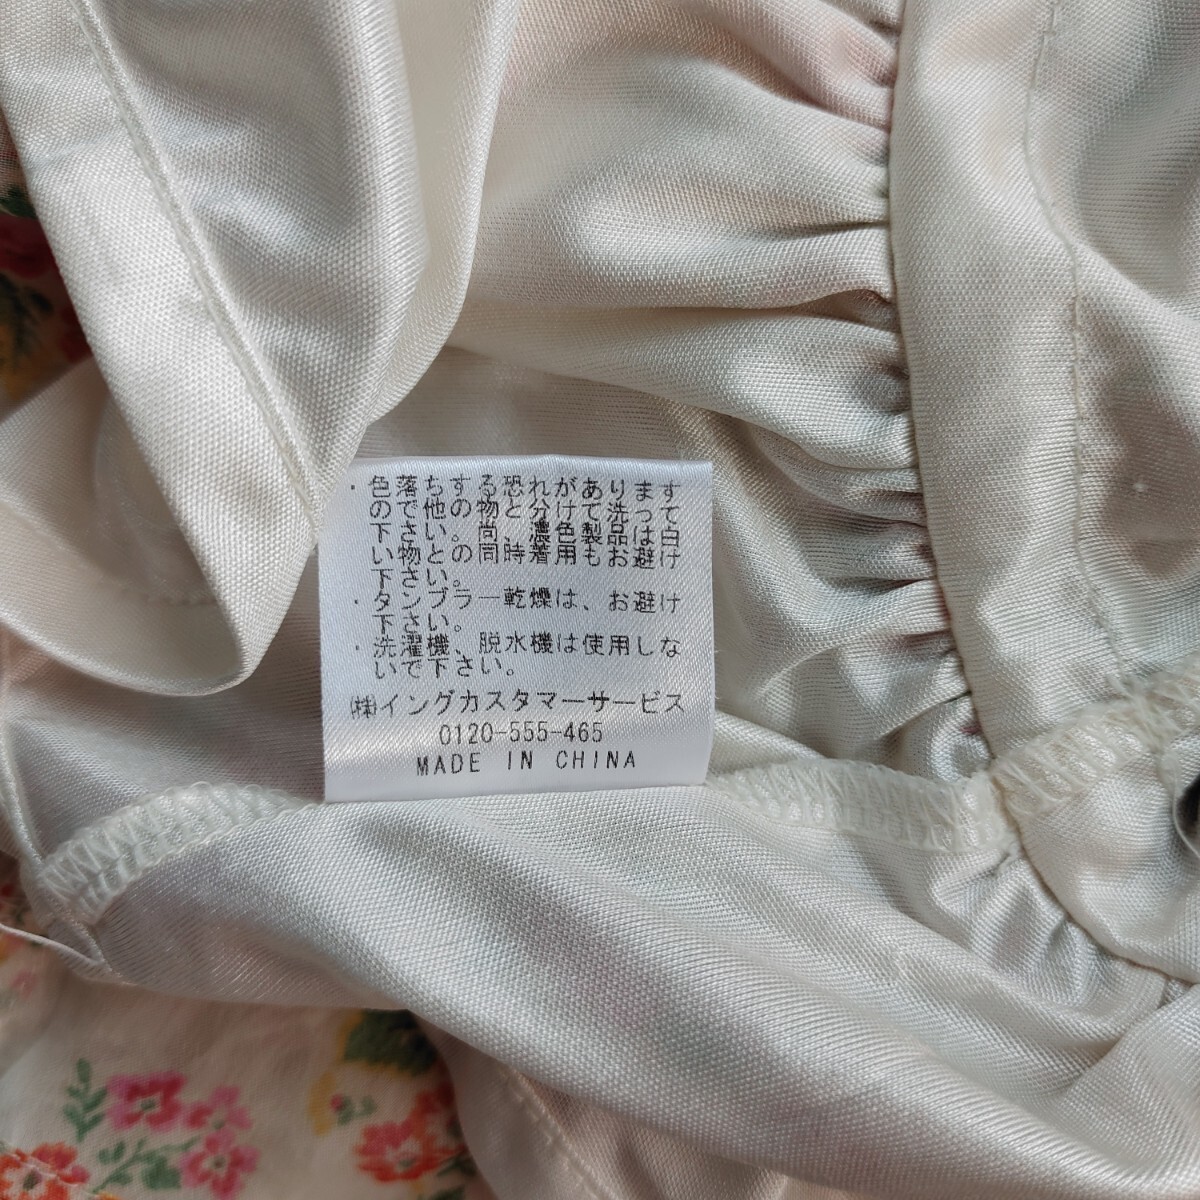 ・色落ちする恐れがあります
ので他の物と分けて洗って
下さい。尚、濃色製品は白
い物との同時着用もお避け
下さい。
・タンブラー乾燥は、お避け
下さい。
・洗濯機、脱水機は使用しな
いで下さい。
㈱イングカスタマーサービス
0120-555-465
MADE IN CHINA